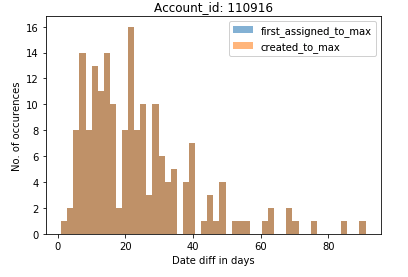 Account_id: 110916
first_assigned_to_max
created_to_max
No. of occurences
16
14
12
10
8
6
4
2
0
0 20 40 60 80
Date diff in days